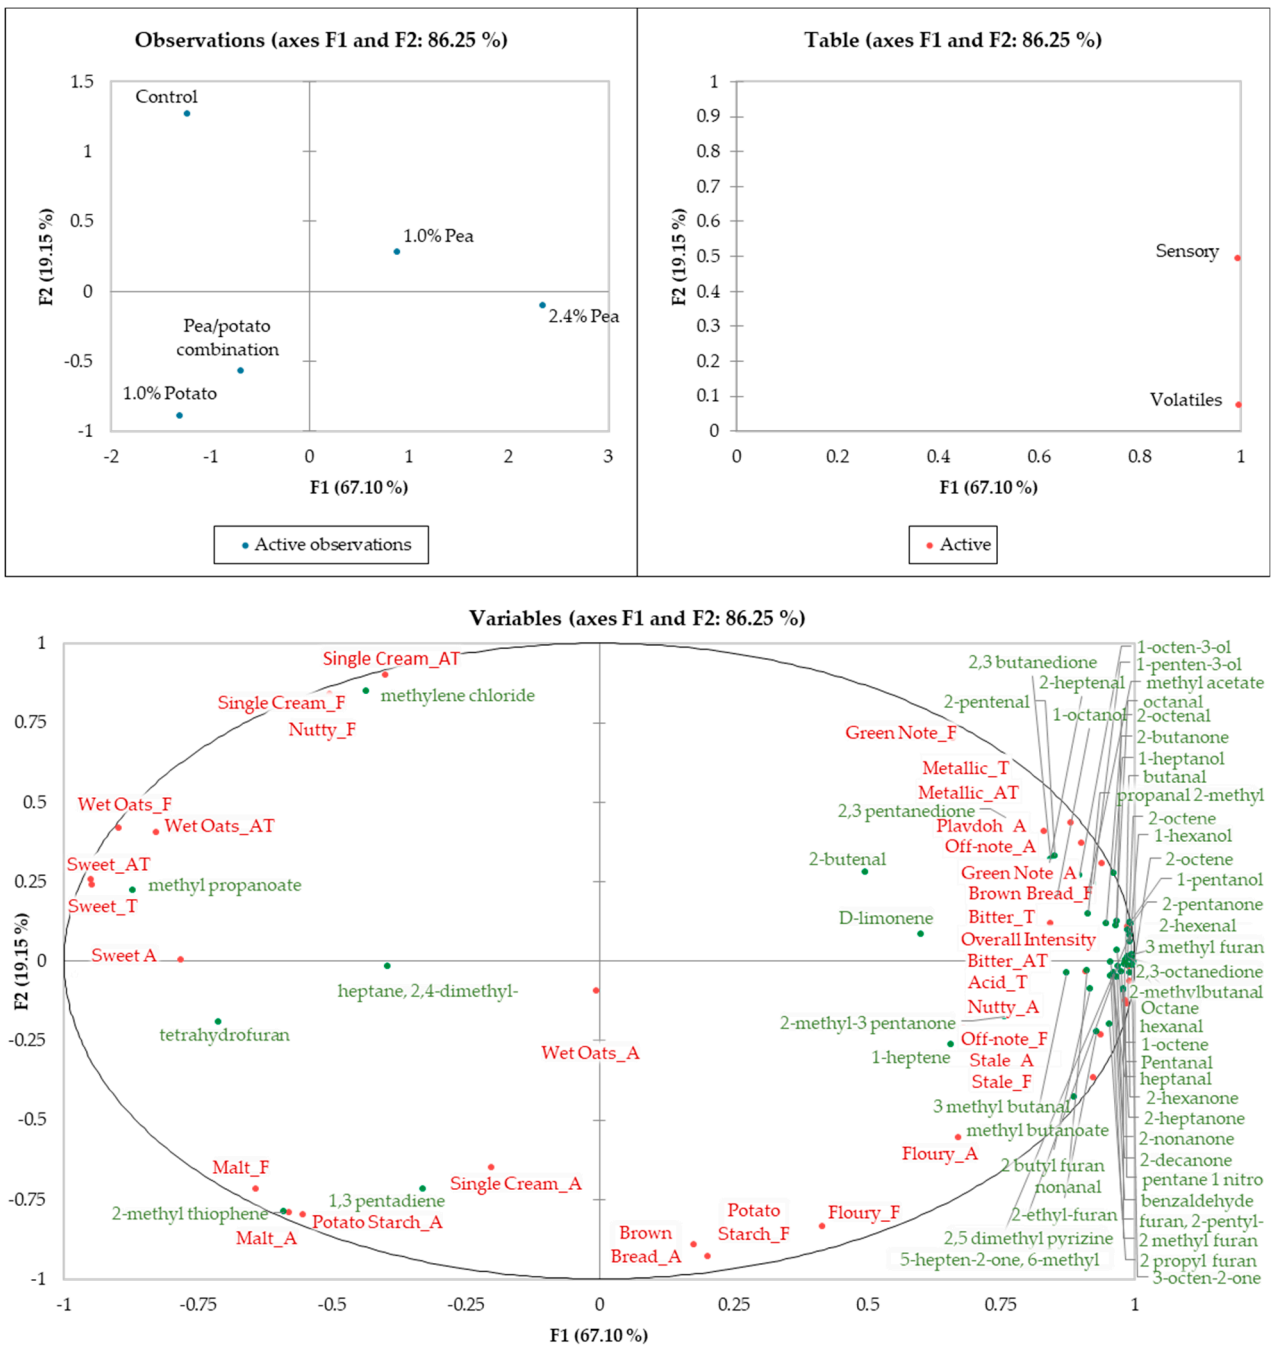 Observations (axes F1 and F2: 86.25 %)
1.5
1
0.5
0
-0.5
-1
F2 (19.15 %)
Control
1.0% Pea
2.4% Pea
Pea/potato
combination
1.0% Potato
-2
-1
0
1
2
3
F1 (67.10 %)
Active observations
Table (axes F1 and F2: 86.25 %)
1
0.9
0.8
0.7
0.6
0.5
0.4
0.3
0.2
0.1
0
F2 (19.15 %)
Sensory
Volatiles
0
0.2
0.4
0.6
0.8
1
F1 (67.10 %)
Active
Variables (axes F1 and F2: 86.25 %)
1
0.75
0.5
0.25
0
-0.25
-0.5
-0.75
-1
F2 (19.15 %)
Single Cream_AT
methylene chloride
Single Cream_F
Nutty_F
Wet Oats_F
Wet Oats_AT
Sweet_AT
methyl propanoate
Sweet_T
Sweet A
heptane, 2,4-dimethyl-
tetrahydrofuran
Wet Oats_A
Malt_F
Single Cream_A
1,3 pentadiene
2-methyl thiophene
Potato Starch_A
Malt_A
Brown
Bread_A
Potato
Starch_F
Floury_F
Floury_A
2,3 butanedione
2-heptenal
2-pentenal
1-octanol
Green Note_F
Metallic_T
Metallic_AT
2,3 pentanedione
Playdoh A
Off-note_A
2-butenal
Green Note A
Brown Bread_F
D-limonene
Bitter_T
Overall Intensity
Bitter_AT
Acid_T
Nutty_A
2-methyl-3 pentanone
Off-note_F
1-heptene
Stale A
Stale_F
3 methyl butanal
methyl butanoate
2 butyl furan
nonanal
2-ethyl-furan
2,5 dimethyl pyrizine
5-hepten-2-one, 6-methyl
1-octen-3-ol
1-penten-3-ol
methyl acetate
octanal
2-octenal
2-butanone
1-heptanol
butanal
propanal 2-methyl
2-octene
1-hexanol
2-octene
1-pentanol
2-pentanone
2-hexenal
3 methyl furan
2,3-octanedione
2-methylbutanal
Octane
hexanal
1-octene
Pentanal
heptanal
2-hexanone
2-heptanone
2-nonanone
2-decanone
pentane 1 nitro
benzaldehyde
furan, 2-pentyl-
2 methyl furan
2 propyl furan
3-octen-2-one
-1
-0.75
-0.5
-0.25
0
0.25
0.5
0.75
1
F1 (67.10 %)